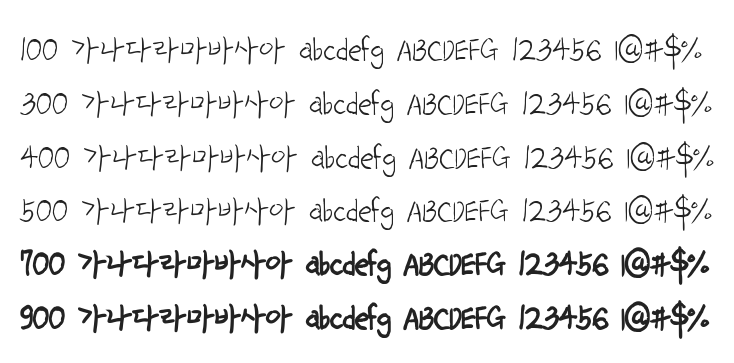 100 가나다라마바사아 abcdefg ABCDEFG 123456 !@#$%
300 가나다라마바사아 abcdefg ABCDEFG 123456 !@#$%
400 가나다라마바사아 abcdefg ABCDEFG 123456 !@#$%
500 가나다라마바사아 abcdefg ABCDEFG 123456 !@#$%
700 가나다라마바사아 abcdefg ABCDEFG 123456 !@#$%
900 가나다라마바사아 abcdefg ABCDEFG 123456 !@#$%